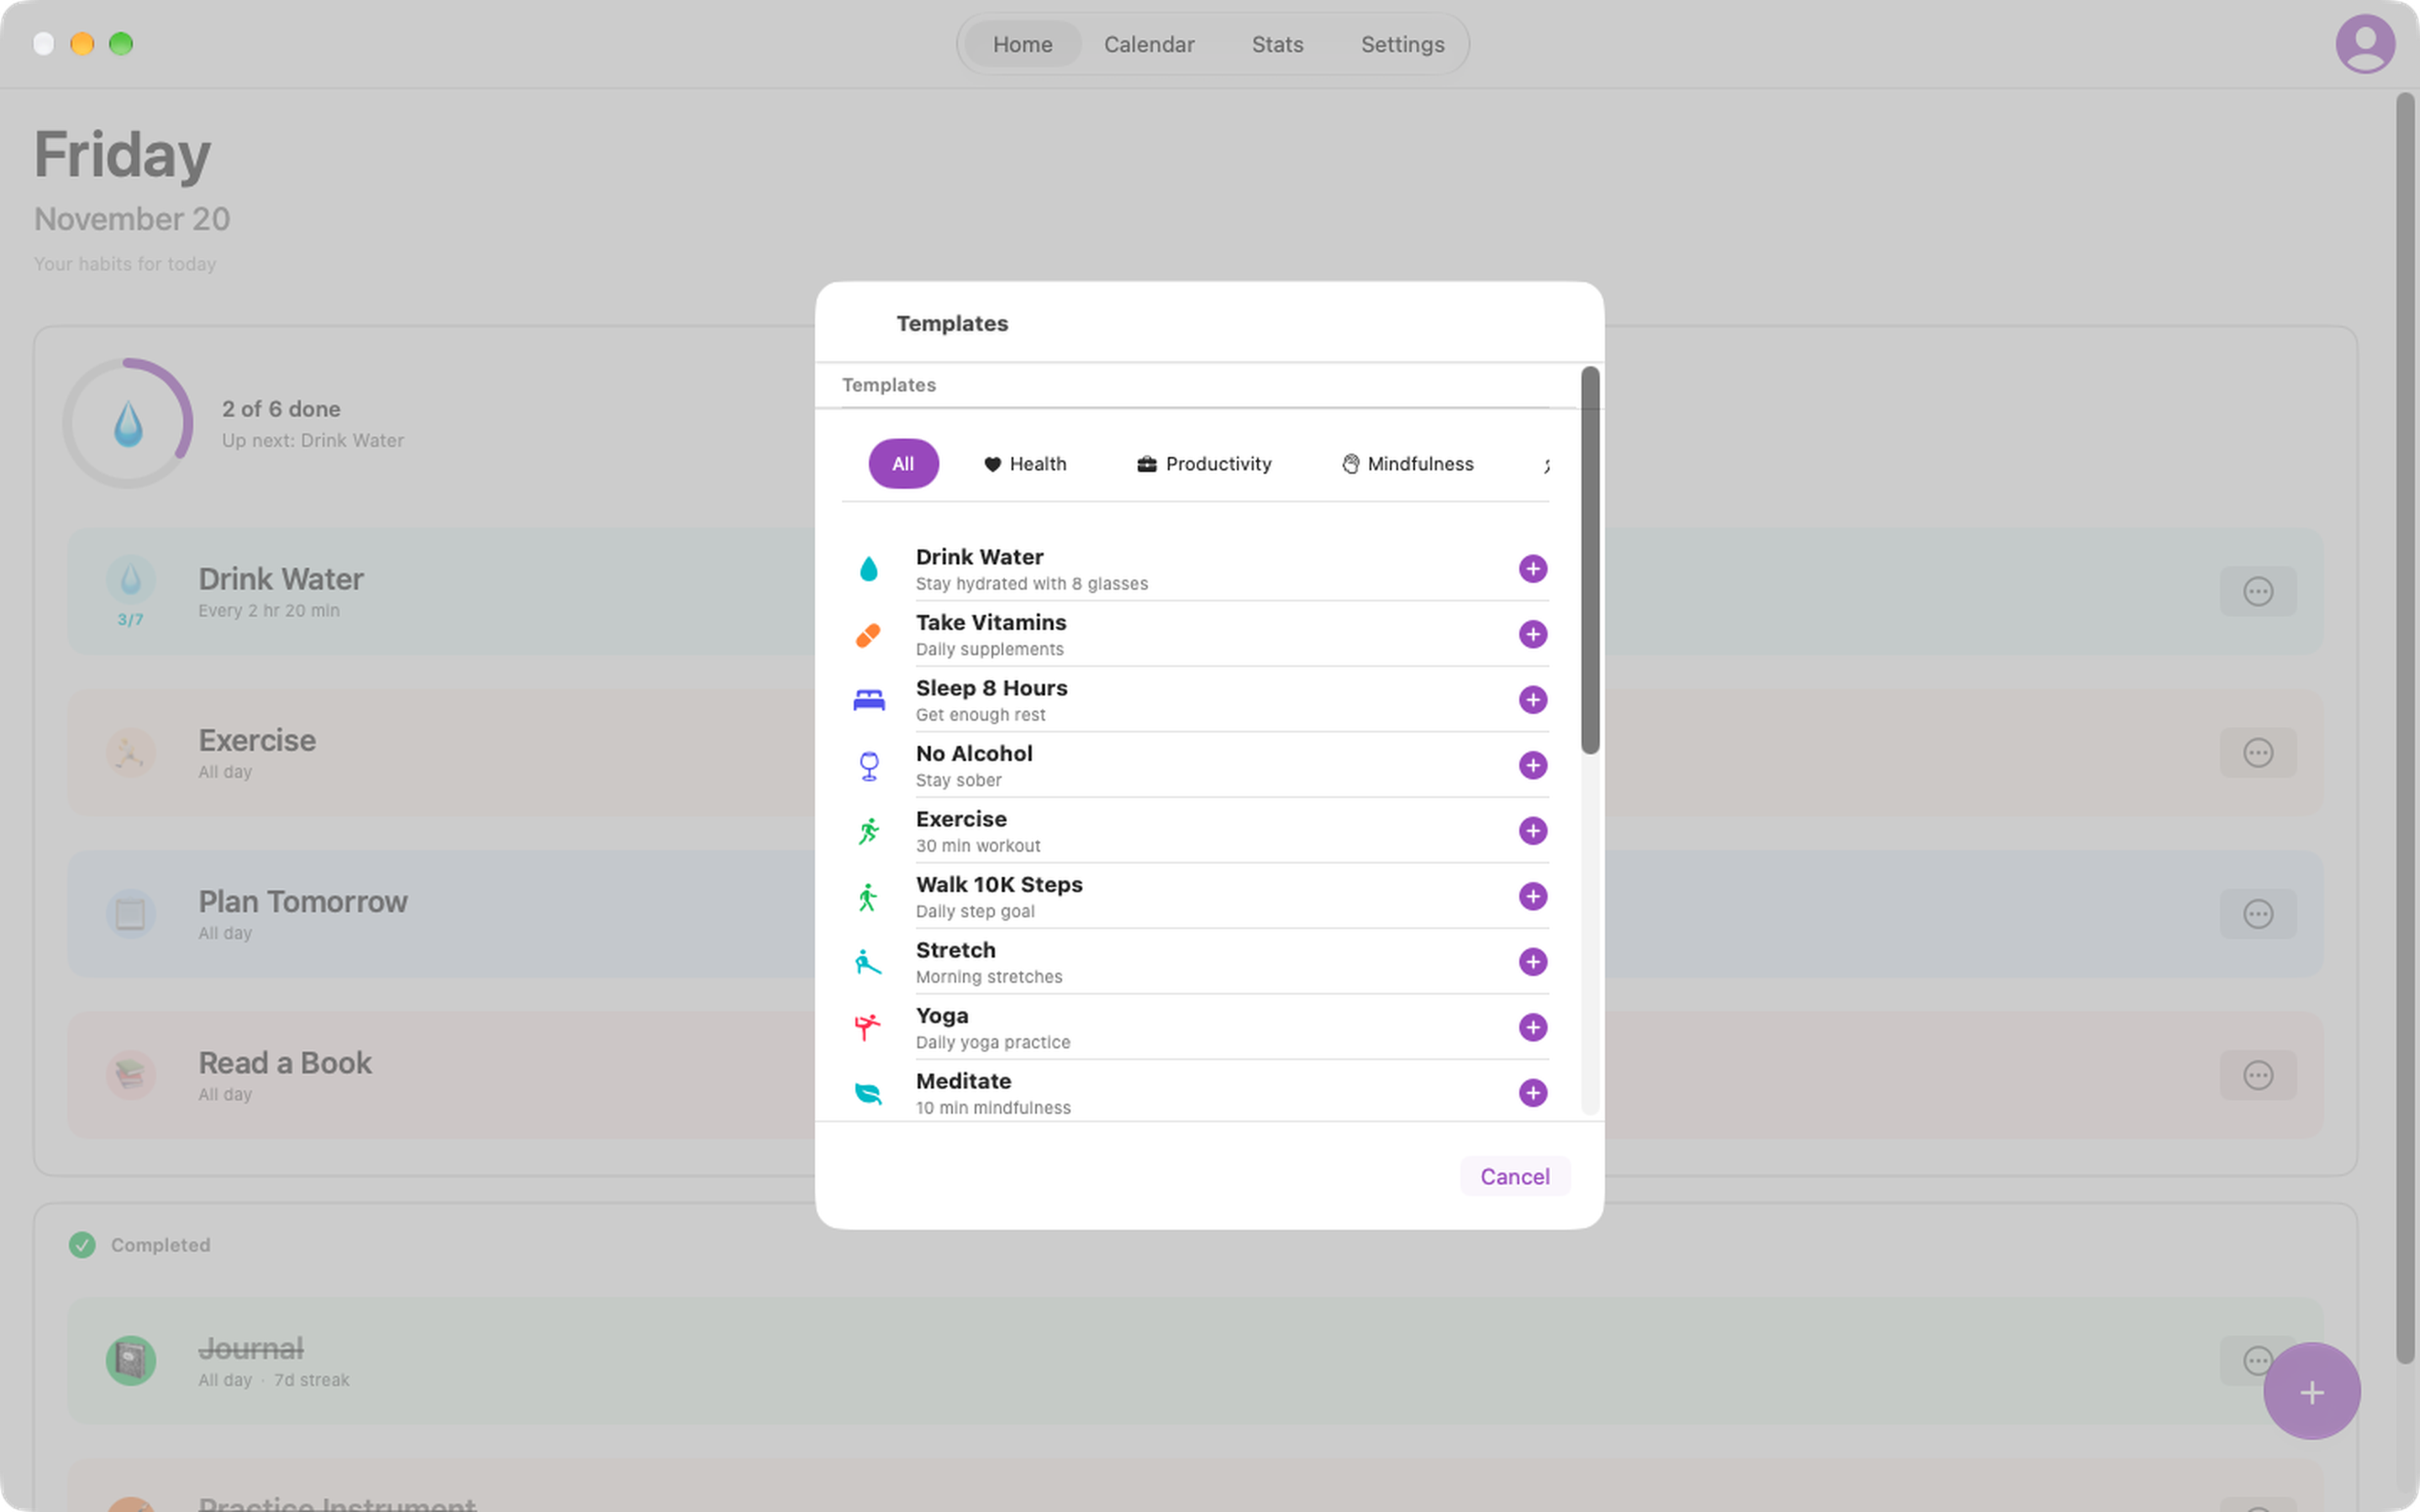 Home Calendar Stats Settings
Friday
November 20
Your habits for today
2 of 6 done
Up next: Drink Water
Drink Water
Every 2 hr 20 min
3/7
Exercise
All day
Plan Tomorrow
All day
Read a Book
All day
Completed
Journal
All day · 7d streak
Practice Instrument
Templates
Templates
All Health Productivity Mindfulness
Drink Water
Stay hydrated with 8 glasses
Take Vitamins
Daily supplements
Sleep 8 Hours
Get enough rest
No Alcohol
Stay sober
Exercise
30 min workout
Walk 10K Steps
Daily step goal
Stretch
Morning stretches
Yoga
Daily yoga practice
Meditate
10 min mindfulness
Cancel